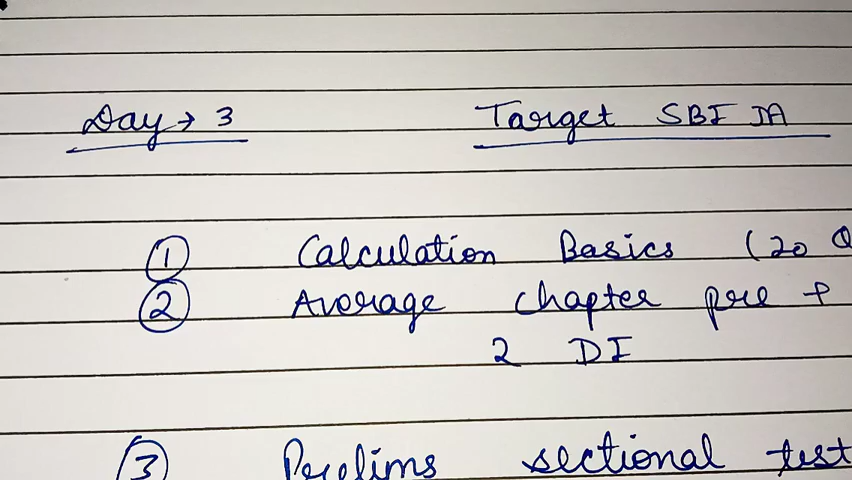 Day → 3 Target SBI JA
① Calculation Basics (20 Q
② Average chapter pre +
2 DI
③ Prelims sectional test